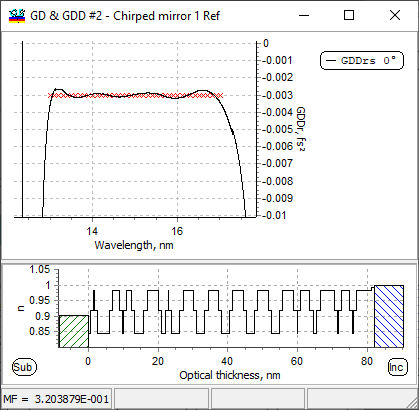 GD & GDD #2 - Chirped mirror 1 Ref
GDDrs 0°
0
-0.001
-0.002
-0.003
-0.004
-0.005
-0.006
-0.007
-0.008
-0.009
-0.01
GDDr, fs²
14 16
Wavelength, nm
1.05
1
0.95
0.9
0.85
n
0 20 40 60 80
Sub Optical thickness, nm Inc
MF = 3.203879E-001